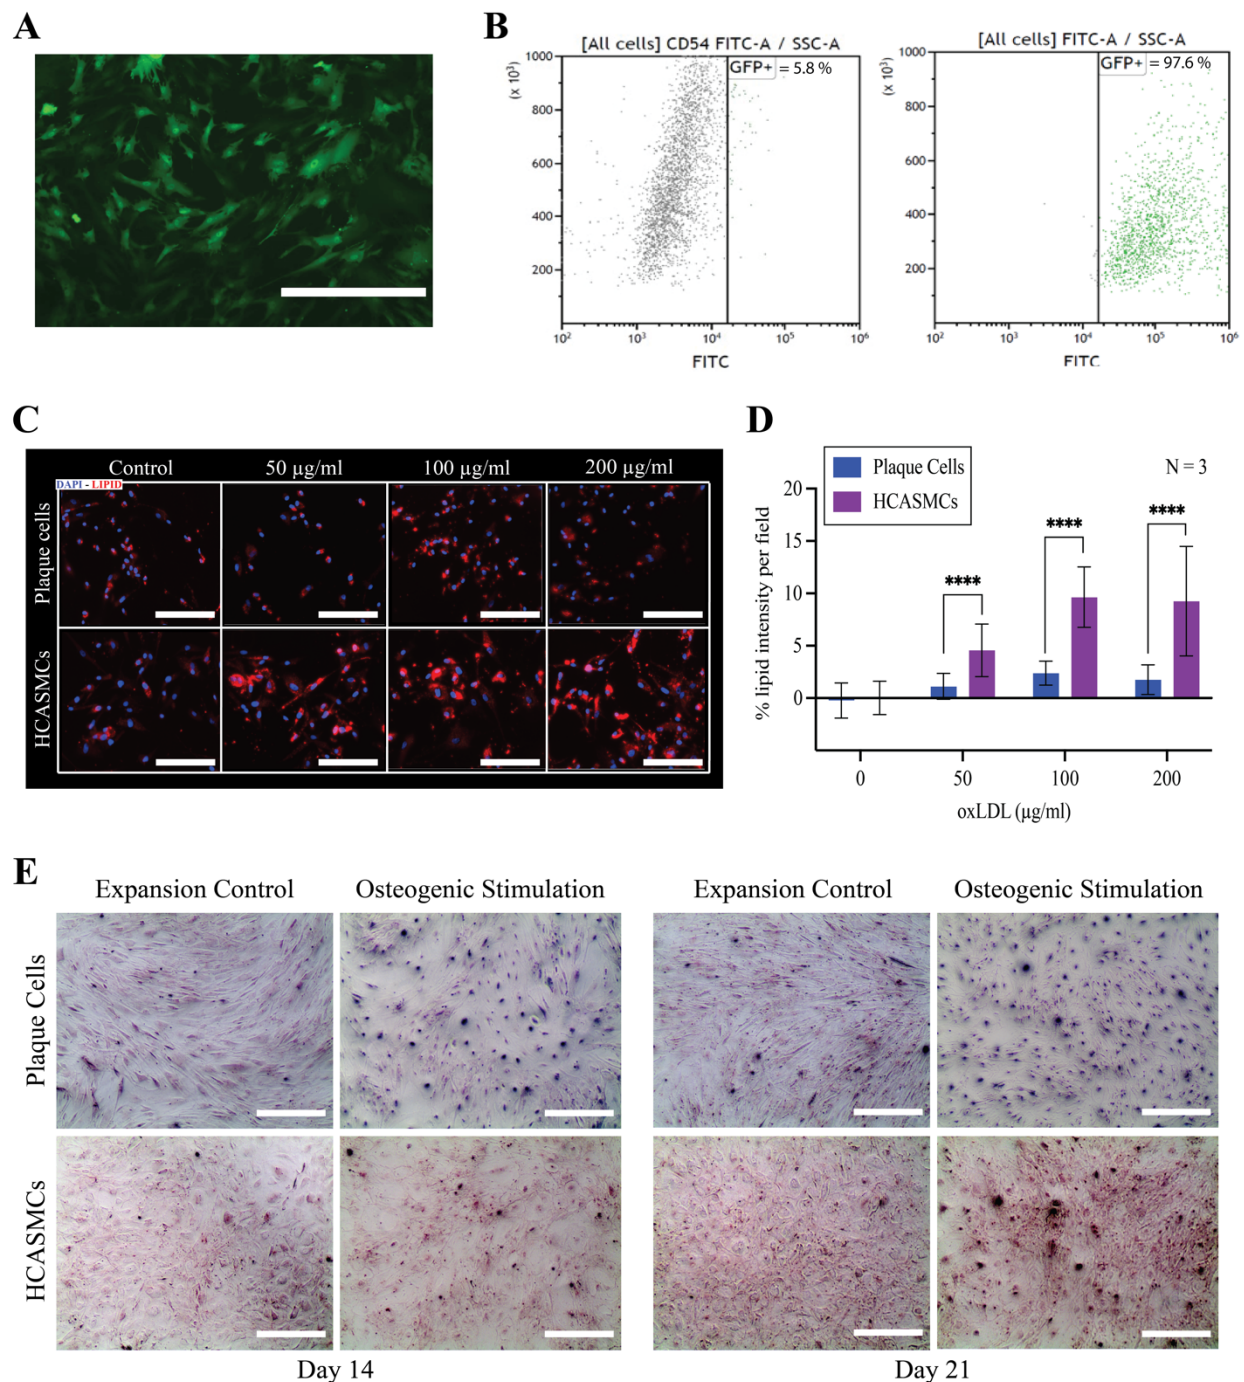 A
B
[All cells] CD54 FITC-A / SSC-A
GFP+ = 5.8 %
(x 10³)
1000
800
600
400
200
10² 10³ 10⁴ 10⁵ 10⁶
FITC
[All cells] FITC-A / SSC-A
GFP+ = 97.6 %
(x 10³)
1000
800
600
400
200
10² 10³ 10⁴ 10⁵ 10⁶
FITC
C
Control 50 µg/ml 100 µg/ml 200 µg/ml
DAPI - LIPID
Plaque cells
HCASMCs
D
Plaque Cells
HCASMCs
N = 3
% lipid intensity per field
20
15
10
5
0
**** **** ****
0 50 100 200
oxLDL (µg/ml)
E
Expansion Control Osteogenic Stimulation Expansion Control Osteogenic Stimulation
Plaque Cells
HCASMCs
Day 14 Day 21